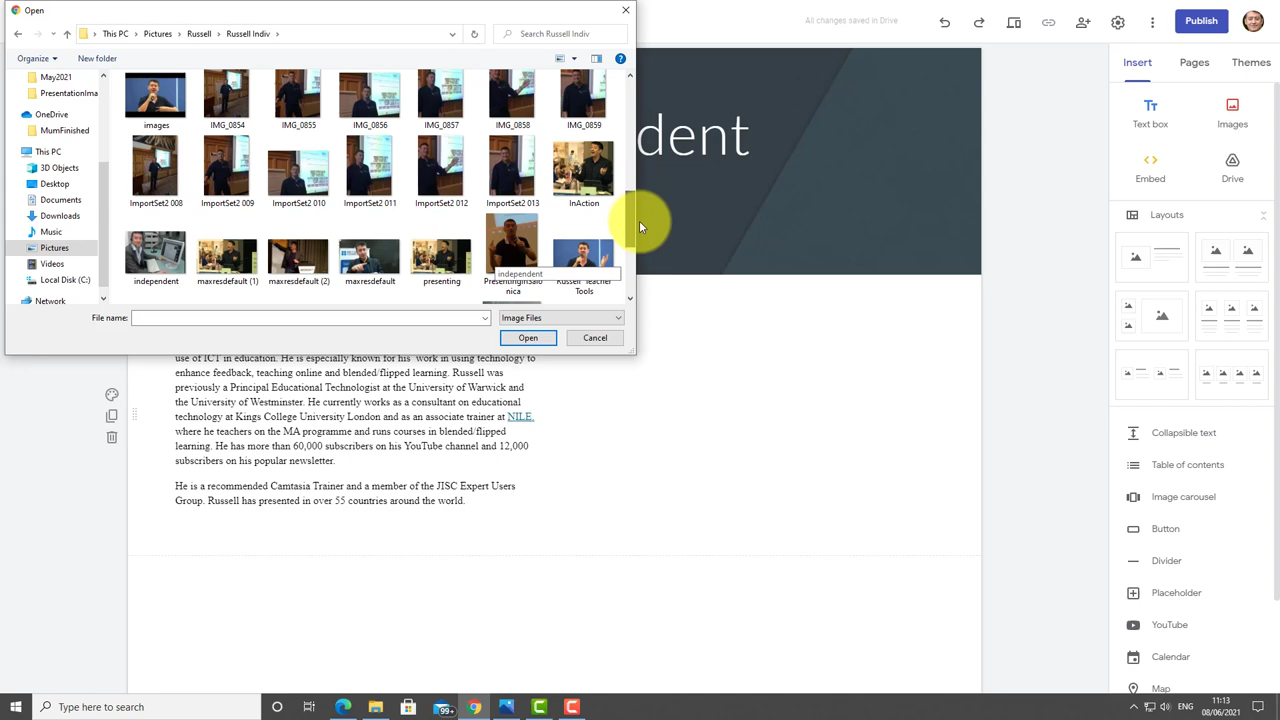 Open
This PC > Pictures > Russell > Russell Indiv >
Search Russell Indiv
Organize
New folder
May2021
PresentationIma
OneDrive
MumFinished
This PC
3D Objects
Desktop
Documents
Downloads
Music
Pictures
Videos
Local Disk (C:)
Network
images
IMG_0854
IMG_0855
IMG_0856
IMG_0857
IMG_0858
IMG_0859
ImportSet2 008
ImportSet2 009
ImportSet2 010
ImportSet2 011
ImportSet2 012
ImportSet2 013
InAction
independent
maxresdefault (1)
maxresdefault (2)
maxresdefault
presenting
PresentingInSalo
nica
Russell Teacher
Tools
independent
File name:
Image Files
Open
Cancel
All changes saved in Drive
Publish
dent
use of ICT in education. He is especially known for his work in using technology to
enhance feedback, teaching online and blended/flipped learning. Russell was
previously a Principal Educational Technologist at the University of Warwick and
the University of Westminster. He currently works as a consultant on educational
technology at Kings College University London and as an associate trainer at NILE.
where he teachers on the MA programme and runs courses in blended/flipped
learning. He has more than 60,000 subscribers on his YouTube channel and 12,000
subscribers on his popular newsletter.
He is a recommended Camtasia Trainer and a member of the JISC Expert Users
Group. Russell has presented in over 55 countries around the world.
Insert
Pages
Themes
Tt
Text box
Images
Embed
Drive
Layouts
Collapsible text
Table of contents
Image carousel
Button
Divider
Placeholder
YouTube
Calendar
Map
Type here to search
99+
ENG
11:13
08/06/2021